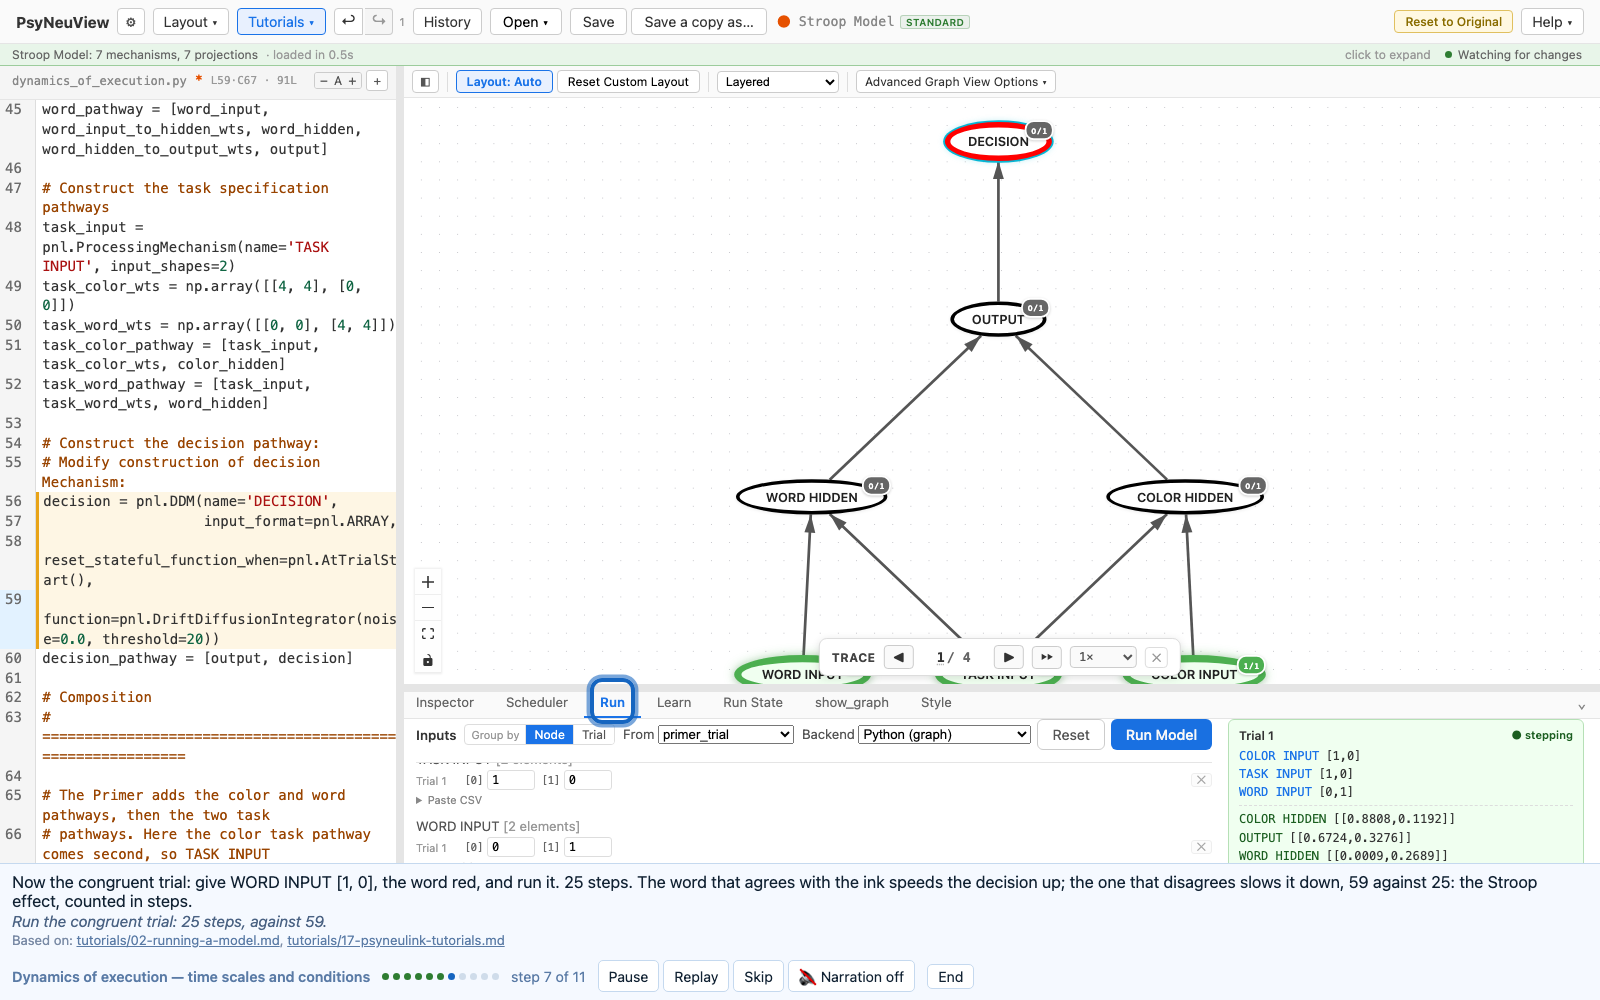 PsyNeuView ⚙ Layout ▾ Tutorials ▾ ↩ ↪ 1 History Open ▾ Save Save a copy as... Stroop Model STANDARD Reset to Original Help ▾
Stroop Model: 7 mechanisms, 7 projections · loaded in 0.5s click to expand Watching for changes
dynamics_of_execution.py * L59·C67 · 91L − A + +
Layout: Auto Reset Custom Layout Layered Advanced Graph View Options ▾
45 word_pathway = [word_input,
word_input_to_hidden_wts, word_hidden,
word_hidden_to_output_wts, output]
46
47 # Construct the task specification
pathways
48 task_input =
pnl.ProcessingMechanism(name='TASK
INPUT', input_shapes=2)
49 task_color_wts = np.array([[4, 4], [0,
0]])
50 task_word_wts = np.array([[0, 0], [4, 4]])
51 task_color_pathway = [task_input,
task_color_wts, color_hidden]
52 task_word_pathway = [task_input,
task_word_wts, word_hidden]
53
54 # Construct the decision pathway:
55 # Modify construction of decision
Mechanism:
56 decision = pnl.DDM(name='DECISION',
57 input_format=pnl.ARRAY,
58
reset_stateful_function_when=pnl.AtTrialSt
art(),
59
function=pnl.DriftDiffusionIntegrator(nois
e=0.0, threshold=20))
60 decision_pathway = [output, decision]
61
62 # Composition
63 #
==========================================
=================
64
65 # The Primer adds the color and word
pathways, then the two task
66 # pathways. Here the color task pathway
comes second, so TASK INPUT
DECISION 0/1
OUTPUT 0/1
WORD HIDDEN 0/1
COLOR HIDDEN 0/1
WORD INPUT
TASK INPUT
COLOR INPUT 1/1
TRACE ◀ 1 / 4 ▶ ▸▸ 1× ×
Inspector Scheduler Run Learn Run State show_graph Style
Inputs Group by Node Trial From primer_trial Backend Python (graph) Reset Run Model
TASK INPUT [2 elements]
Trial 1 [0] 1 [1] 0 ×
▸ Paste CSV
WORD INPUT [2 elements]
Trial 1 [0] 0 [1] 1 ×
Trial 1 stepping
COLOR INPUT [1,0]
TASK INPUT [1,0]
WORD INPUT [0,1]
COLOR HIDDEN [[0.8808,0.1192]]
OUTPUT [[0.6724,0.3276]]
WORD HIDDEN [[0.0009,0.2689]]
Now the congruent trial: give WORD INPUT [1, 0], the word red, and run it. 25 steps. The word that agrees with the ink speeds the decision up; the one that disagrees slows it down, 59 against 25: the Stroop
effect, counted in steps.
Run the congruent trial: 25 steps, against 59.
Based on: tutorials/02-running-a-model.md, tutorials/17-psyneulink-tutorials.md
Dynamics of execution — time scales and conditions step 7 of 11 Pause Replay Skip Narration off End